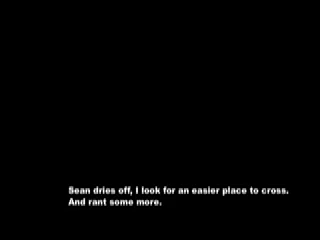 Sean dries off, I look for an easier place to cross.
And rant some more.